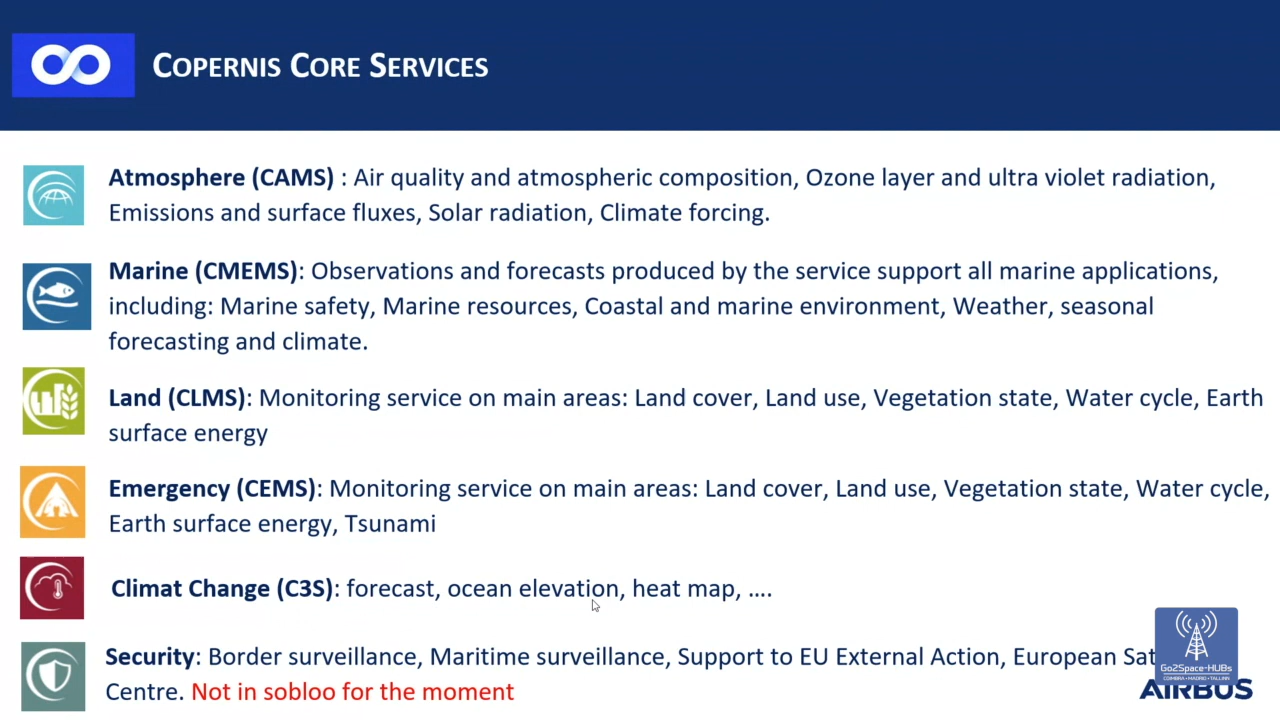 COPERNIS CORE SERVICES
Atmosphere (CAMS) : Air quality and atmospheric composition, Ozone layer and ultra violet radiation,
Emissions and surface fluxes, Solar radiation, Climate forcing.
Marine (CMEMS): Observations and forecasts produced by the service support all marine applications,
including: Marine safety, Marine resources, Coastal and marine environment, Weather, seasonal
forecasting and climate.
Land (CLMS): Monitoring service on main areas: Land cover, Land use, Vegetation state, Water cycle, Earth
surface energy
Emergency (CEMS): Monitoring service on main areas: Land cover, Land use, Vegetation state, Water cycle,
Earth surface energy, Tsunami
Climat Change (C3S): forecast, ocean elevation, heat map, ....
Security: Border surveillance, Maritime surveillance, Support to EU External Action, European
Centre. Not in sobloo for the moment
Go2Space-HUBs
COIMBRA • MADRID • TALLINN
AIRBUS